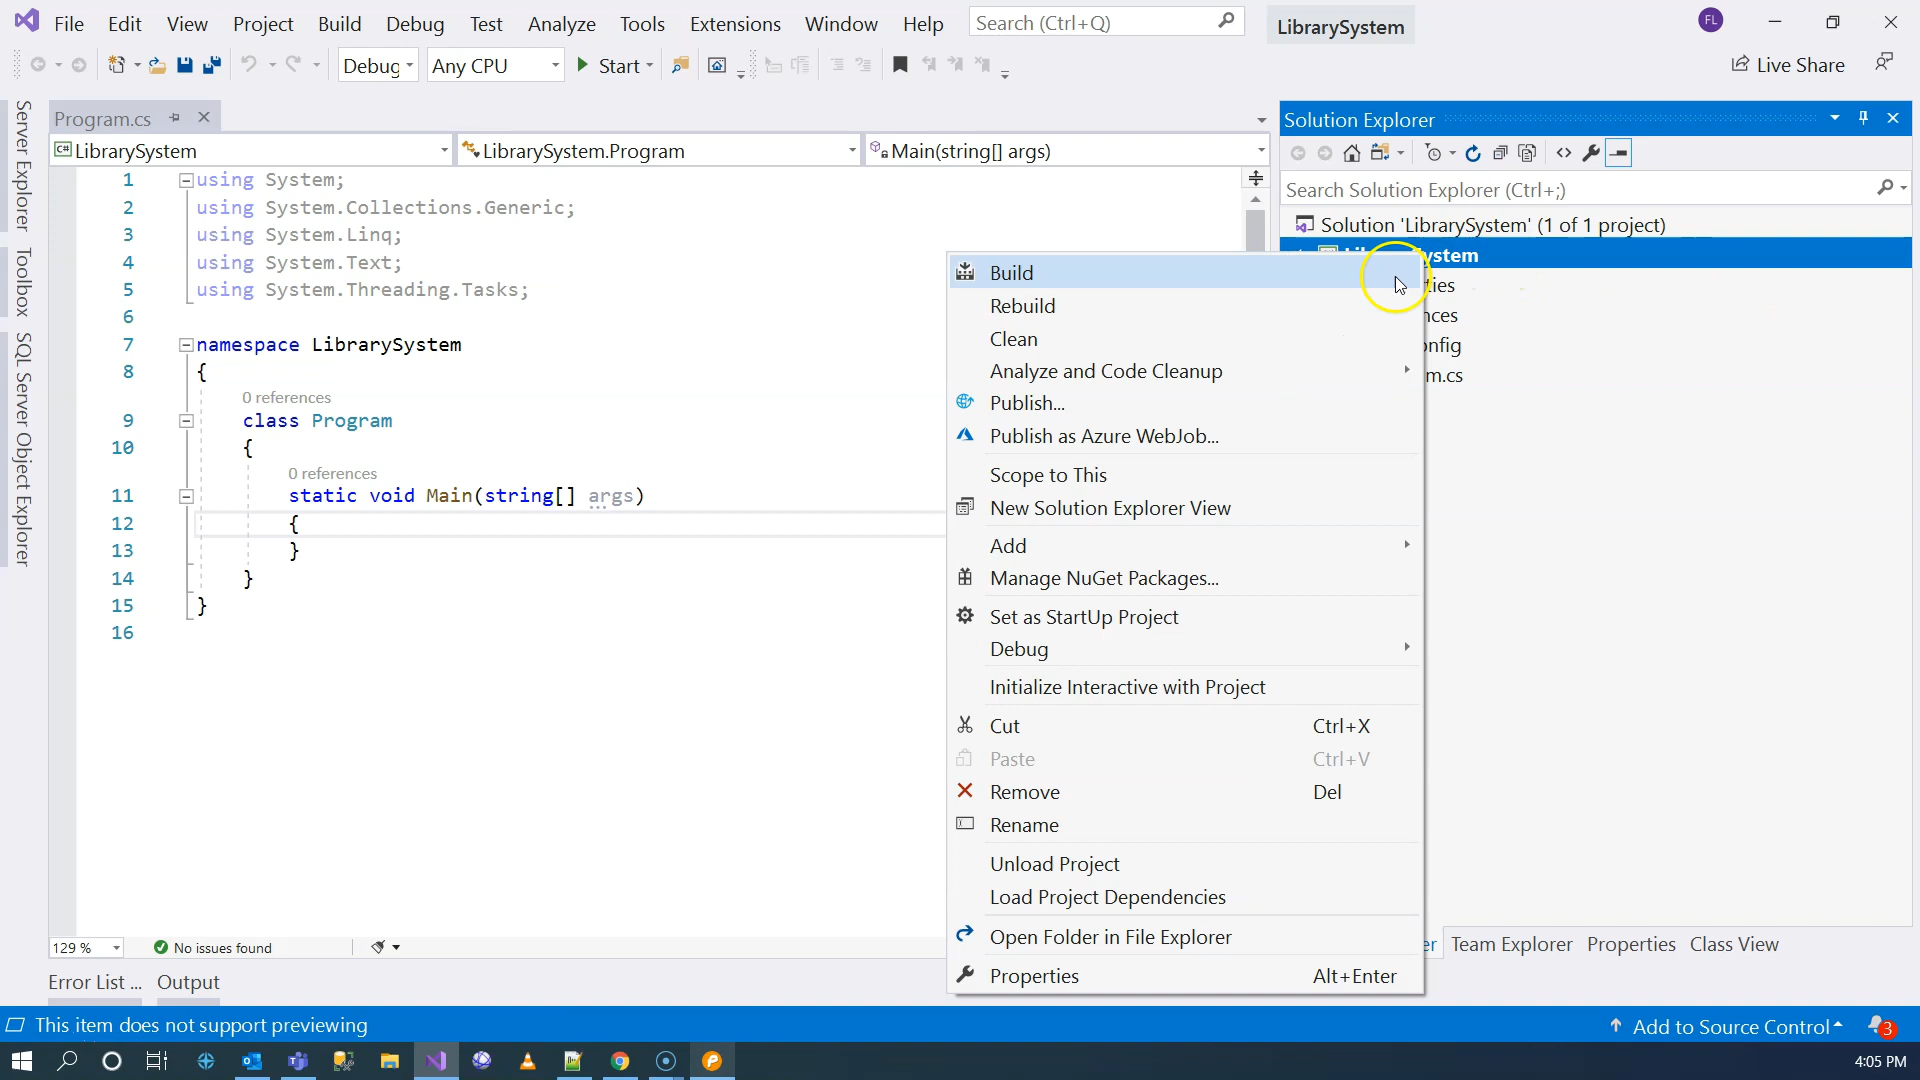 File Edit View Project Build Debug Test Analyze Tools Extensions Window Help Search (Ctrl+Q) LibrarySystem FL
Debug Any CPU Start Live Share
Server Explorer
Toolbox
SQL Server Object Explorer
Program.cs
C# LibrarySystem LibrarySystem.Program Main(string[] args)
1 using System;
2 using System.Collections.Generic;
3 using System.Linq;
4 using System.Text;
5 using System.Threading.Tasks;
6
7 namespace LibrarySystem
8 {
0 references
9 class Program
10 {
0 references
11 static void Main(string[] args)
12 {
13 }
14 }
15 }
16
129 % No issues found
Error List ... Output
Solution Explorer
Search Solution Explorer (Ctrl+;)
Solution 'LibrarySystem' (1 of 1 project)
ystem
ties
nces
onfig
m.cs
Build
Rebuild
Clean
Analyze and Code Cleanup
Publish...
Publish as Azure WebJob...
Scope to This
New Solution Explorer View
Add
Manage NuGet Packages...
Set as StartUp Project
Debug
Initialize Interactive with Project
Cut Ctrl+X
Paste Ctrl+V
Remove Del
Rename
Unload Project
Load Project Dependencies
Open Folder in File Explorer
Properties Alt+Enter
er Team Explorer Properties Class View
This item does not support previewing Add to Source Control 3
4:05 PM